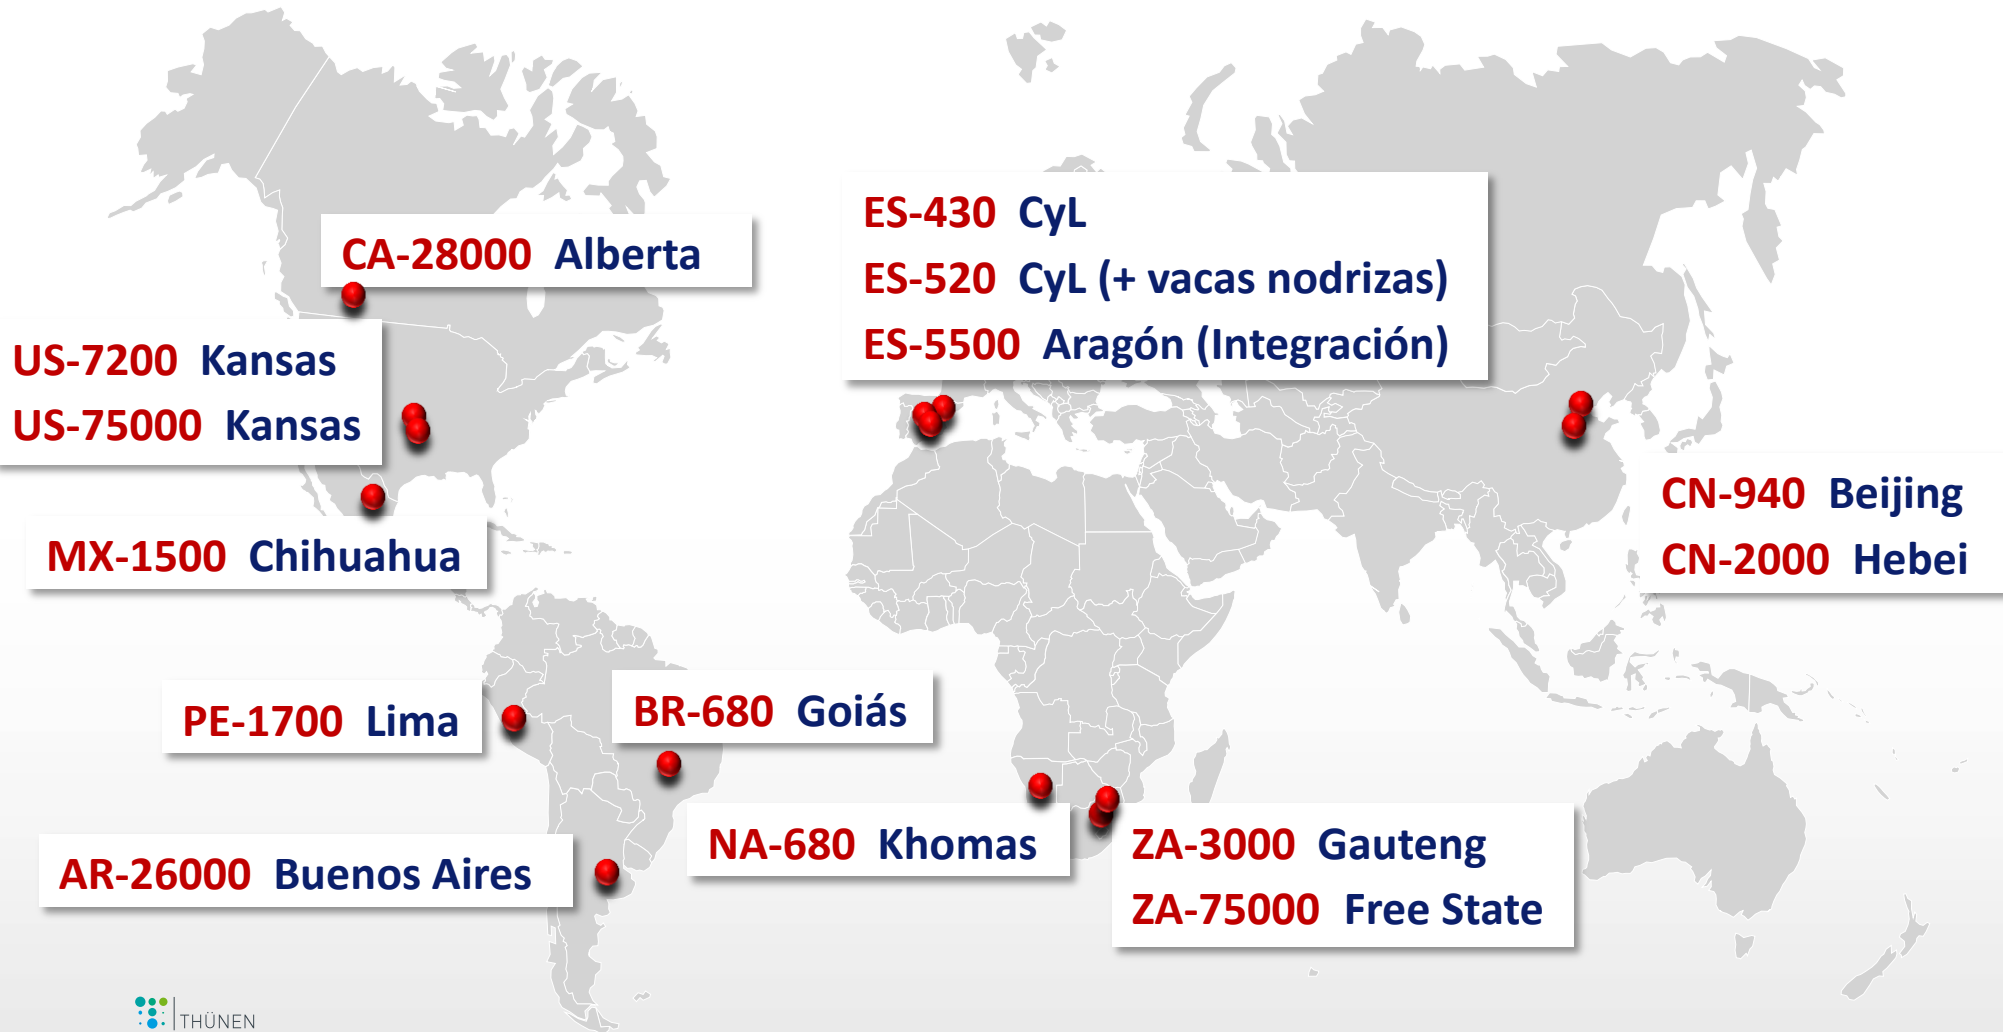 CA-28000 Alberta
US-7200 Kansas
US-75000 Kansas
MX-1500 Chihuahua
ES-430 CyL
ES-520 CyL (+ vacas nodrizas)
ES-5500 Aragón (Integración)
CN-940 Beijing
CN-2000 Hebei
PE-1700 Lima
BR-680 Goiás
AR-26000 Buenos Aires
NA-680 Khomas
ZA-3000 Gauteng
ZA-75000 Free State
THÜNEN